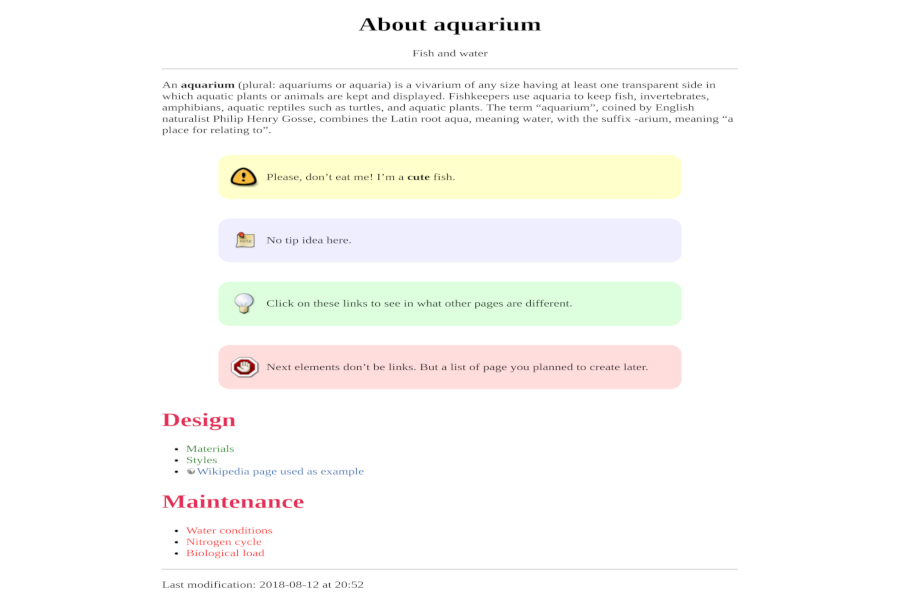 About aquarium
Fish and water
An aquarium (plural: aquariums or aquaria) is a vivarium of any size having at least one transparent side in
which aquatic plants or animals are kept and displayed. Fishkeepers use aquaria to keep fish, invertebrates,
amphibians, aquatic reptiles such as turtles, and aquatic plants. The term “aquarium”, coined by English
naturalist Philip Henry Gosse, combines the Latin root aqua, meaning water, with the suffix -arium, meaning “a
place for relating to”.
Please, don’t eat me! I’m a cute fish.
No tip idea here.
Click on these links to see in what other pages are different.
Next elements don’t be links. But a list of page you planned to create later.
Design
Materials
Styles
Wikipedia page used as example
Maintenance
Water conditions
Nitrogen cycle
Biological load
Last modification: 2018-08-12 at 20:52